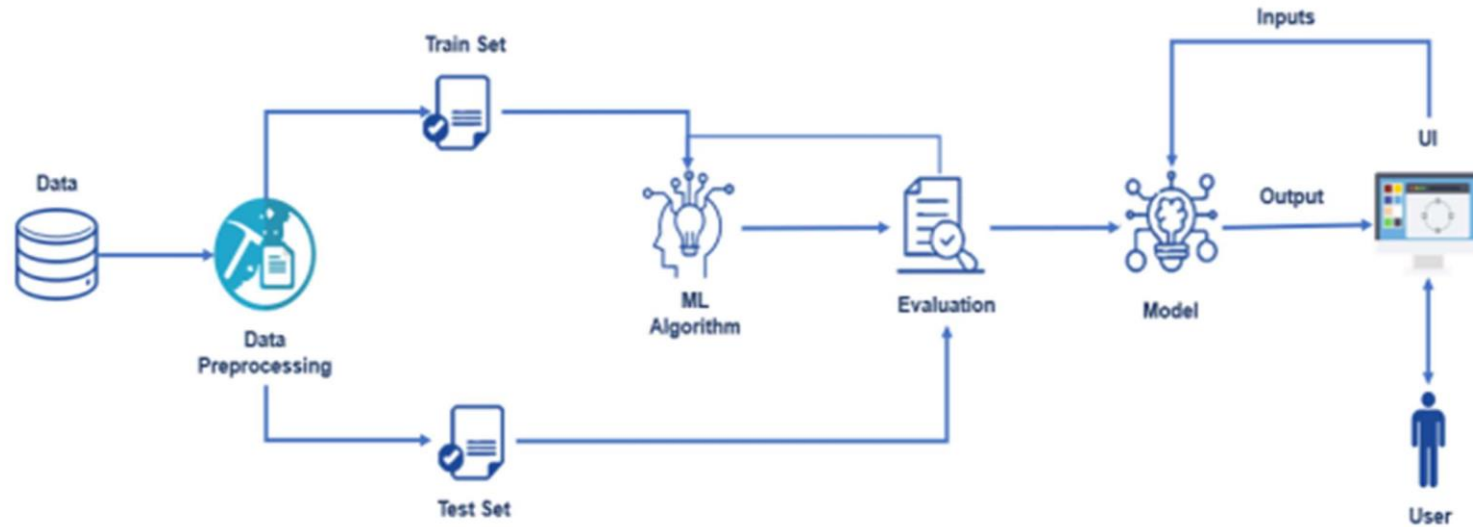 Inputs
Train Set
UI
Data
Output
ML
Algorithm
Evaluation
Model
Data
Preprocessing
Test Set
User